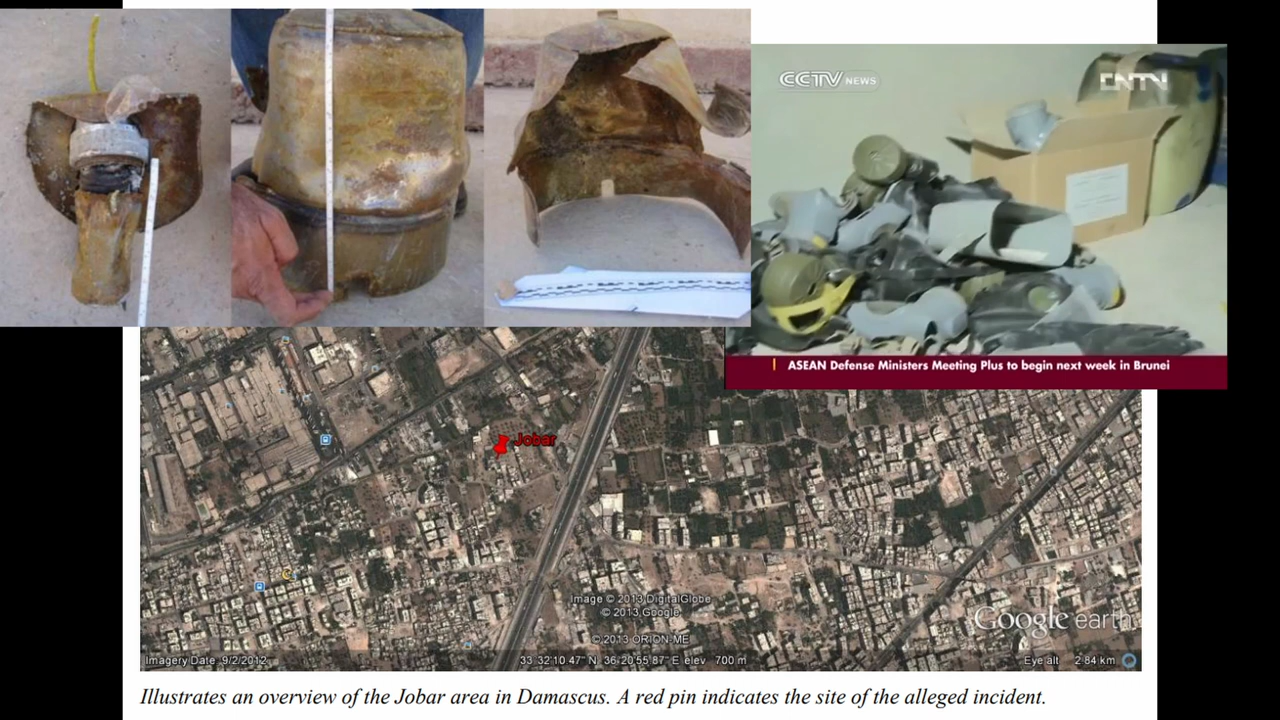 CCTV NEWS
CNTV
ASEAN Defense Ministers Meeting Plus to begin next week in Brunei
Jobar
Image © 2013 DigitalGlobe
© 2013 Google
© 2013 ORION-ME
Google earth
Imagery Date: 9/2/2012
33°32'10.47" N 36°20'55.87" E elev 700 m
Eye alt 2.84 km
Illustrates an overview of the Jobar area in Damascus. A red pin indicates the site of the alleged incident.